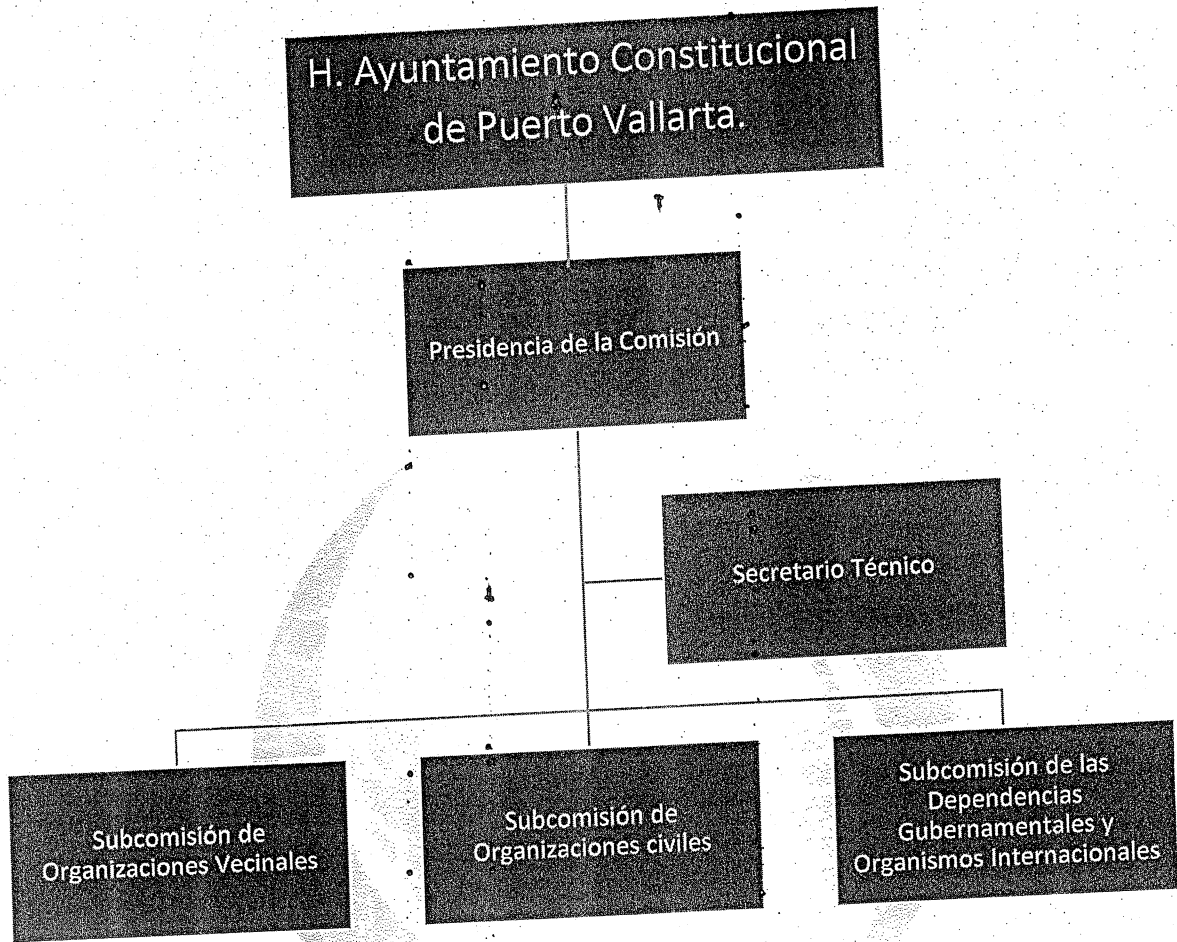 H. Ayuntamiento Constitucional
de Puerto Vallarta.
Presidencia de la Comisión
Secretario Técnico
Subcomisión de
Organizaciones Vecinales
Subcomisión de
Organizaciones civiles
Subcomisión de las
Dependencias
Gubernamentales y
Organismos Internacionales